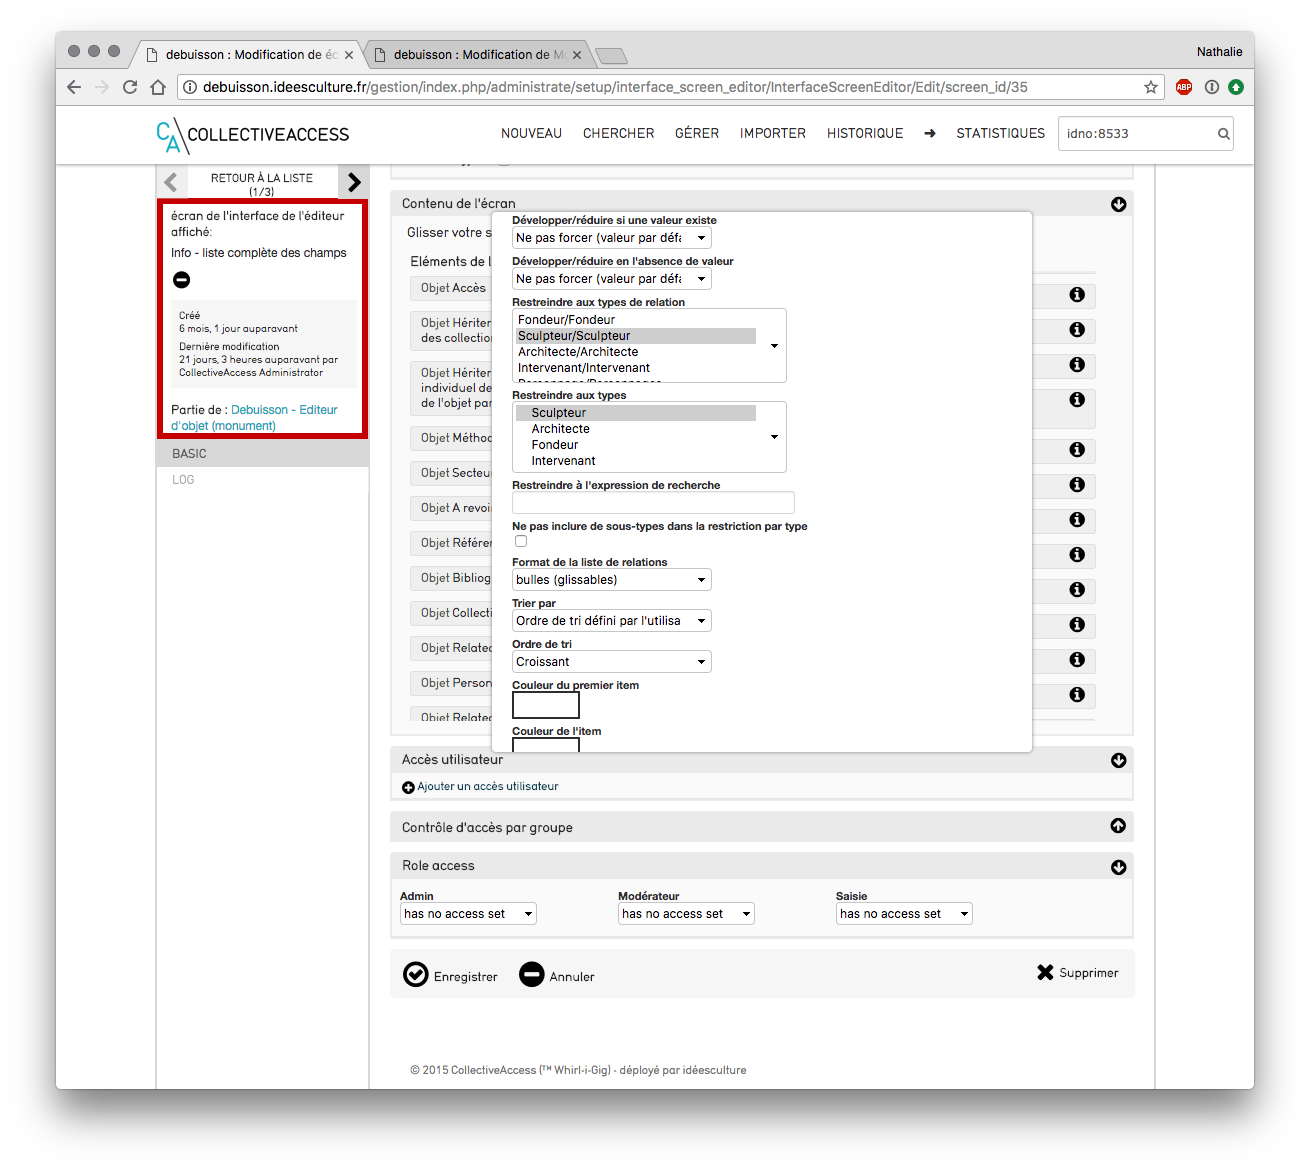 debuisson : Modification de éc
debuisson : Modification de M
Nathalie
debuisson.ideesculture.fr/gestion/index.php/administrate/setup/interface_screen_editor/InterfaceScreenEditor/Edit/screen_id/35
ABP
CA COLLECTIVEACCESS
NOUVEAU CHERCHER GÉRER IMPORTER HISTORIQUE ➔ STATISTIQUES
idno:8533
RETOUR À LA LISTE
(1/3)
écran de l'interface de l'éditeur
affiché:
Info - liste complète des champs
Créé
6 mois, 1 jour auparavant
Dernière modification
21 jours, 3 heures auparavant par
CollectiveAccess Administrator
Partie de : Debuisson - Editeur
d'objet (monument)
BASIC
LOG
Contenu de l'écran
Glisser votre s
Eléments de l
Objet Accès
Objet Hériter
des collection
Objet Hériter
individuel de
de l'objet par
Objet Métho
Objet Secteu
Objet A revoi
Objet Référe
Objet Bibliog
Objet Collecti
Objet Relate
Objet Person
Objet Relate
Développer/réduire si une valeur existe
Ne pas forcer (valeur par défa
Développer/réduire en l'absence de valeur
Ne pas forcer (valeur par défa
Restreindre aux types de relation
Fondeur/Fondeur
Sculpteur/Sculpteur
Architecte/Architecte
Intervenant/Intervenant
Personnage/Personnages
Restreindre aux types
Sculpteur
Architecte
Fondeur
Intervenant
Restreindre à l'expression de recherche
Ne pas inclure de sous-types dans la restriction par type
Format de la liste de relations
bulles (glissables)
Trier par
Ordre de tri défini par l'utilisa
Ordre de tri
Croissant
Couleur du premier item
Couleur de l'item
Accès utilisateur
Ajouter un accès utilisateur
Contrôle d'accès par groupe
Role access
Admin Modérateur Saisie
has no access set has no access set has no access set
Enregistrer Annuler Supprimer
© 2015 CollectiveAccess (™ Whirl-i-Gig) - déployé par idéesculture